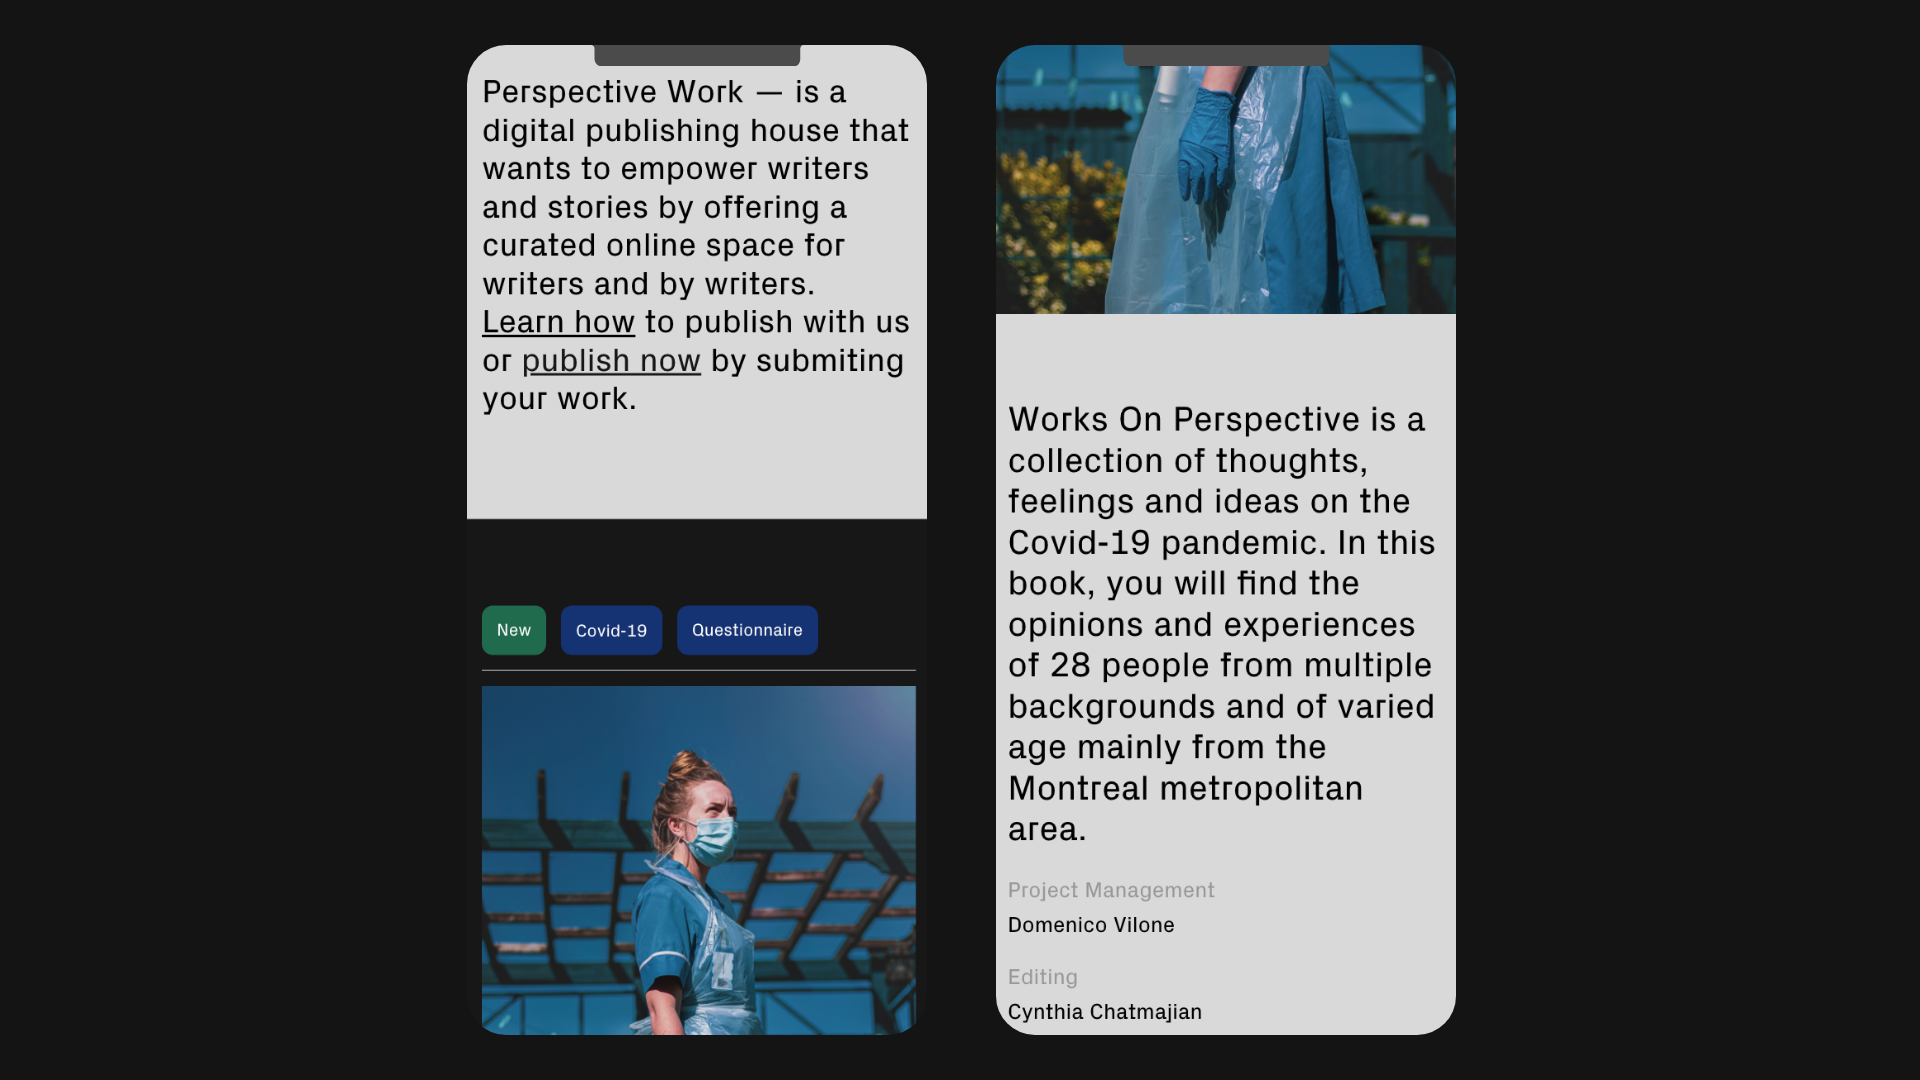 Perspective Work — is a
digital publishing house that
wants to empower writers
and stories by offering a
curated online space for
writers and by writers.
Learn how to publish with us
or publish now by submiting
your work.
New
Covid-19
Questionnaire
Works On Perspective is a
collection of thoughts,
feelings and ideas on the
Covid-19 pandemic. In this
book, you will find the
opinions and experiences
of 28 people from multiple
backgrounds and of varied
age mainly from the
Montreal metropolitan
area.
Project Management
Domenico Vilone
Editing
Cynthia Chatmajian